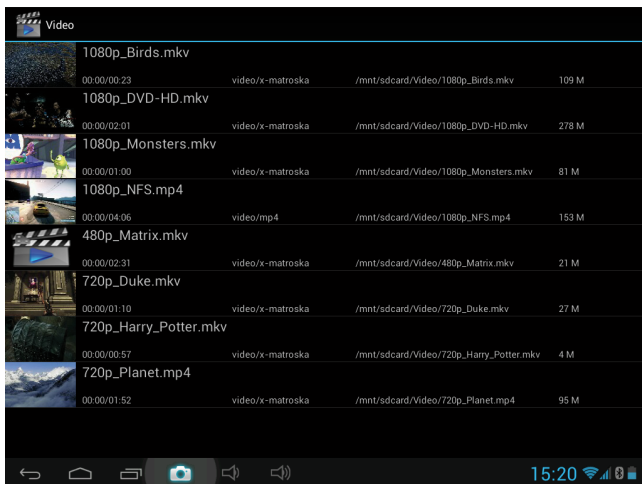 Video
1080p_Birds.mkv
00:00/00:23 video/x-matroska /mnt/sdcard/Video/1080p_Birds.mkv 109 M
1080p_DVD-HD.mkv
00:00/02:01 video/x-matroska /mnt/sdcard/Video/1080p_DVD-HD.mkv 278 M
1080p_Monsters.mkv
00:00/01:00 video/x-matroska /mnt/sdcard/Video/1080p_Monsters.mkv 81 M
1080p_NFS.mp4
00:00/04:06 video/mp4 /mnt/sdcard/Video/1080p_NFS.mp4 153 M
480p_Matrix.mkv
00:00/02:31 video/x-matroska /mnt/sdcard/Video/480p_Matrix.mkv 21 M
720p_Duke.mkv
00:00/01:10 video/x-matroska /mnt/sdcard/Video/720p_Duke.mkv 27 M
720p_Harry_Potter.mkv
00:00/00:57 video/x-matroska /mnt/sdcard/Video/720p_Harry_Potter.mkv 4 M
720p_Planet.mp4
00:00/01:52 video/x-matroska /mnt/sdcard/Video/720p_Planet.mp4 95 M
15:20